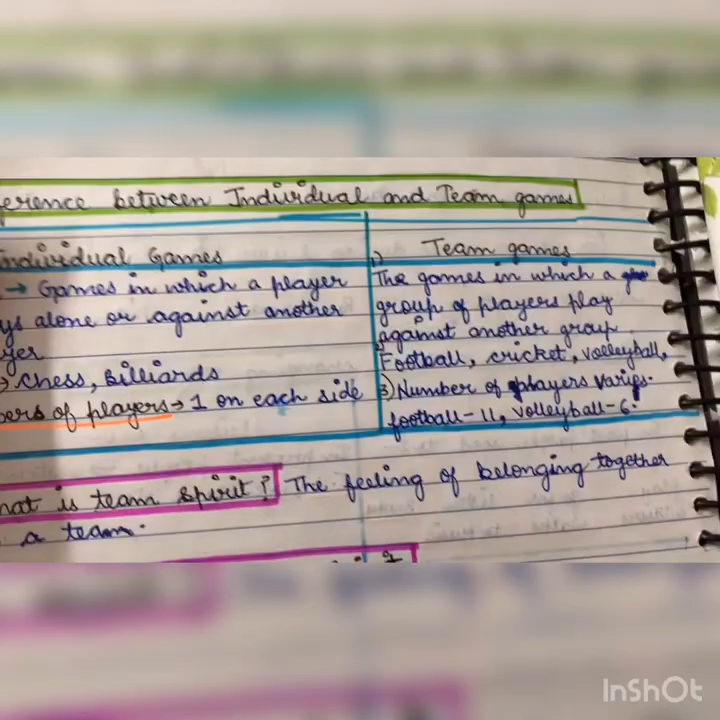 erence between Individual and Team games
Individual Games
→ Games in which a player
ys alone or against another
yer
→ chess, billiards
bers of players → 1 on each side
1) Team games
The games in which a
group of players play
against another group.
Football, cricket, volleyball,
3) Number of players varies.
football-11, volleyball-6.
hat is team spirit? The feeling of belonging together
a team.
InShOt